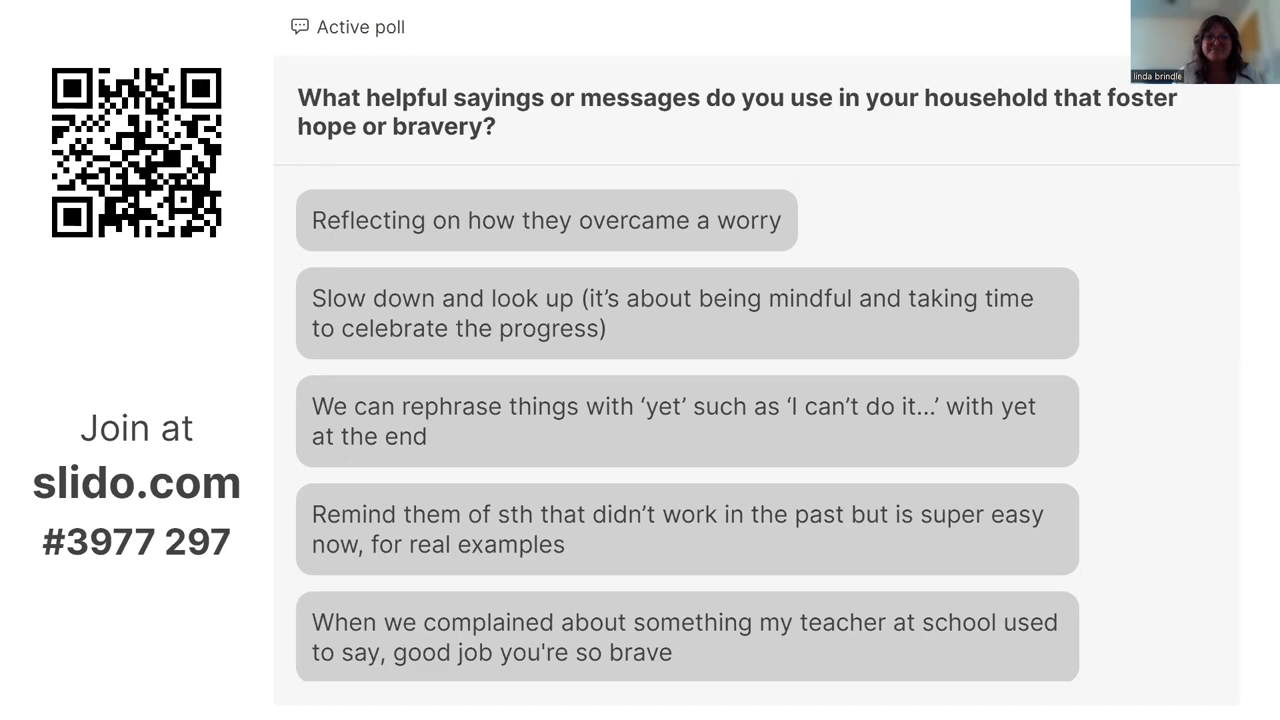 Active poll
linda brindle
What helpful sayings or messages do you use in your household that foster
hope or bravery?
Reflecting on how they overcame a worry
Slow down and look up (it’s about being mindful and taking time
to celebrate the progress)
We can rephrase things with ‘yet’ such as ‘I can’t do it...’ with yet
at the end
Remind them of sth that didn’t work in the past but is super easy
now, for real examples
When we complained about something my teacher at school used
to say, good job you're so brave
Join at
slido.com
#3977 297